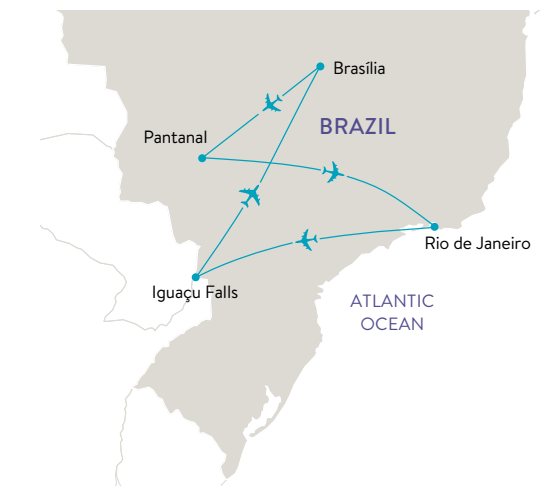 Brasília
BRAZIL
Pantanal
Rio de Janeiro
Iguaçu Falls
ATLANTIC
OCEAN